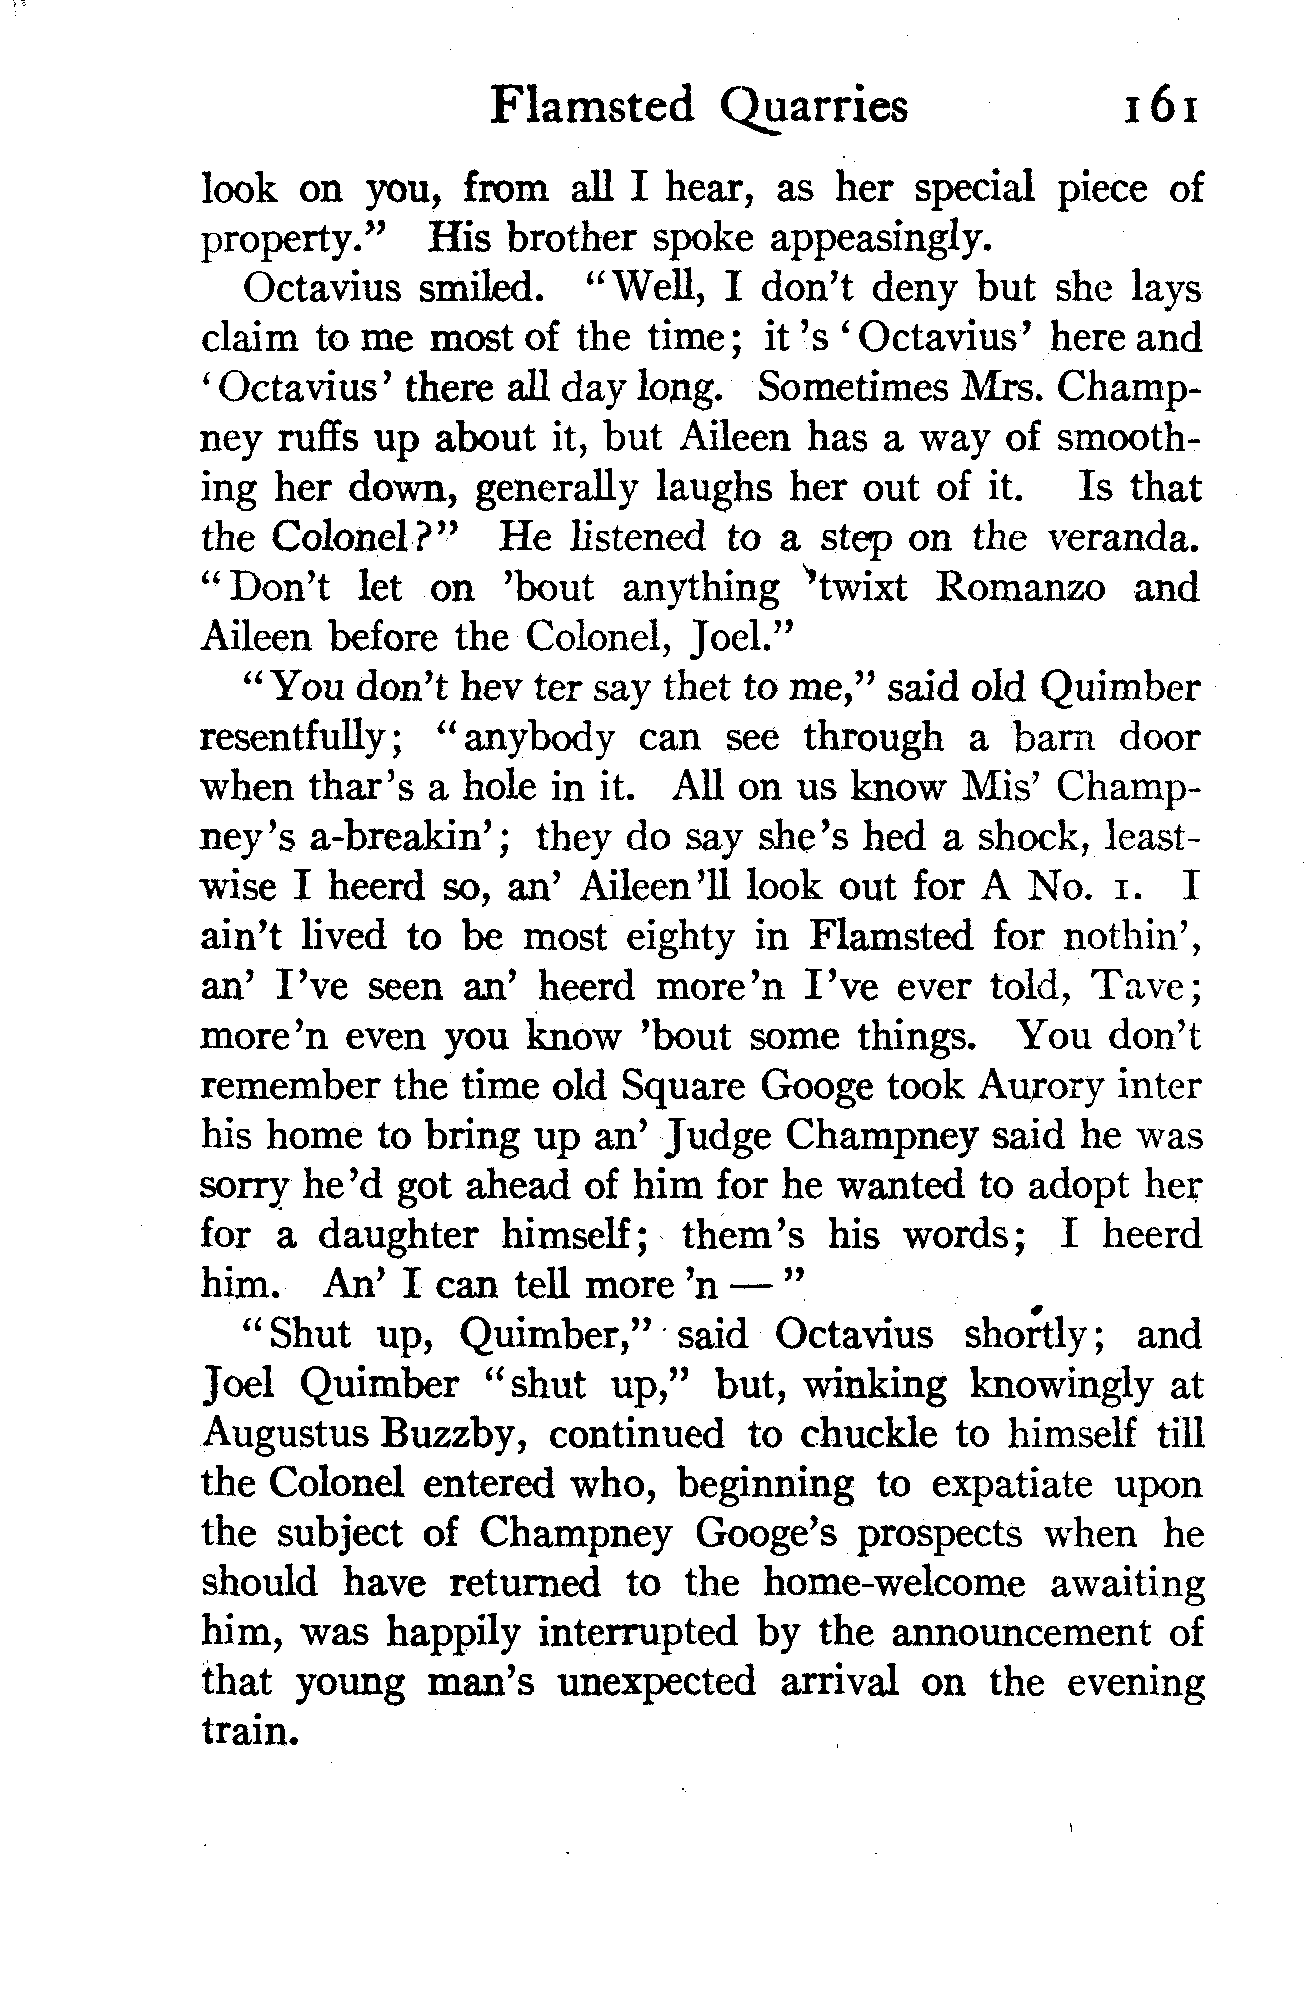 Flamsted Quarries 161
look on you, from all I hear, as her special piece of
property." His brother spoke appeasingly.
Octavius smiled. "Well, I don't deny but she lays
claim to me most of the time; it 's 'Octavius' here and
'Octavius' there all day long. Sometimes Mrs. Champ-
ney ruffs up about it, but Aileen has a way of smooth-
ing her down, generally laughs her out of it. Is that
the Colonel?" He listened to a step on the veranda.
"Don't let on 'bout anything 'twixt Romanzo and
Aileen before the Colonel, Joel."
"You don't hev ter say thet to me," said old Quimber
resentfully; "anybody can see through a barn door
when thar's a hole in it. All on us know Mis' Champ-
ney's a-breakin'; they do say she's hed a shock, least-
wise I heerd so, an' Aileen'll look out for A No. 1. I
ain't lived to be most eighty in Flamsted for nothin',
an' I've seen an' heerd more'n I've ever told, Tave;
more'n even you know 'bout some things. You don't
remember the time old Square Googe took Aurory inter
his home to bring up an' Judge Champney said he was
sorry he'd got ahead of him for he wanted to adopt her
for a daughter himself; them's his words; I heerd
him. An' I can tell more 'n — "
"Shut up, Quimber," said Octavius shortly; and
Joel Quimber "shut up," but, winking knowingly at
Augustus Buzzby, continued to chuckle to himself till
the Colonel entered who, beginning to expatiate upon
the subject of Champney Googe's prospects when he
should have returned to the home-welcome awaiting
him, was happily interrupted by the announcement of
that young man's unexpected arrival on the evening
train.